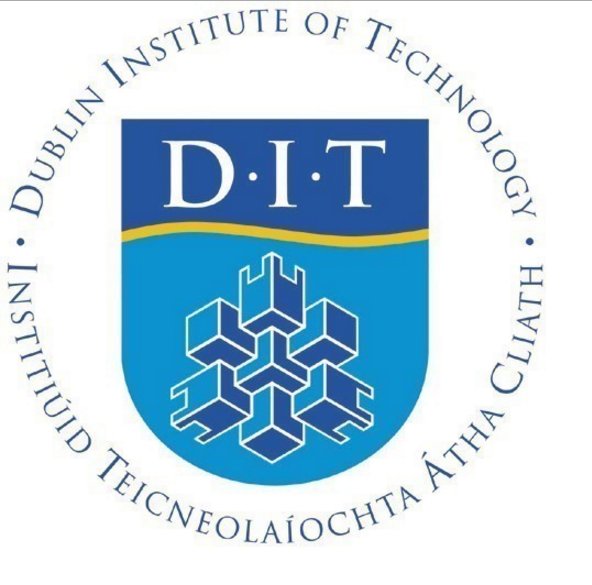 DUBLIN INSTITUTE OF TECHNOLOGY
D·I·T
INSTITIÚID TEICNEOLAÍOCHTA ÁTHA CLIATH